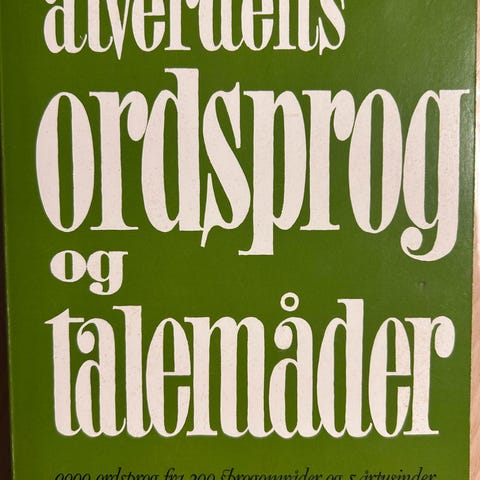 alverdens
ordsprog
og
talemåder
9000 ordsprog fra 200 sprogområder og 5 årtusinder